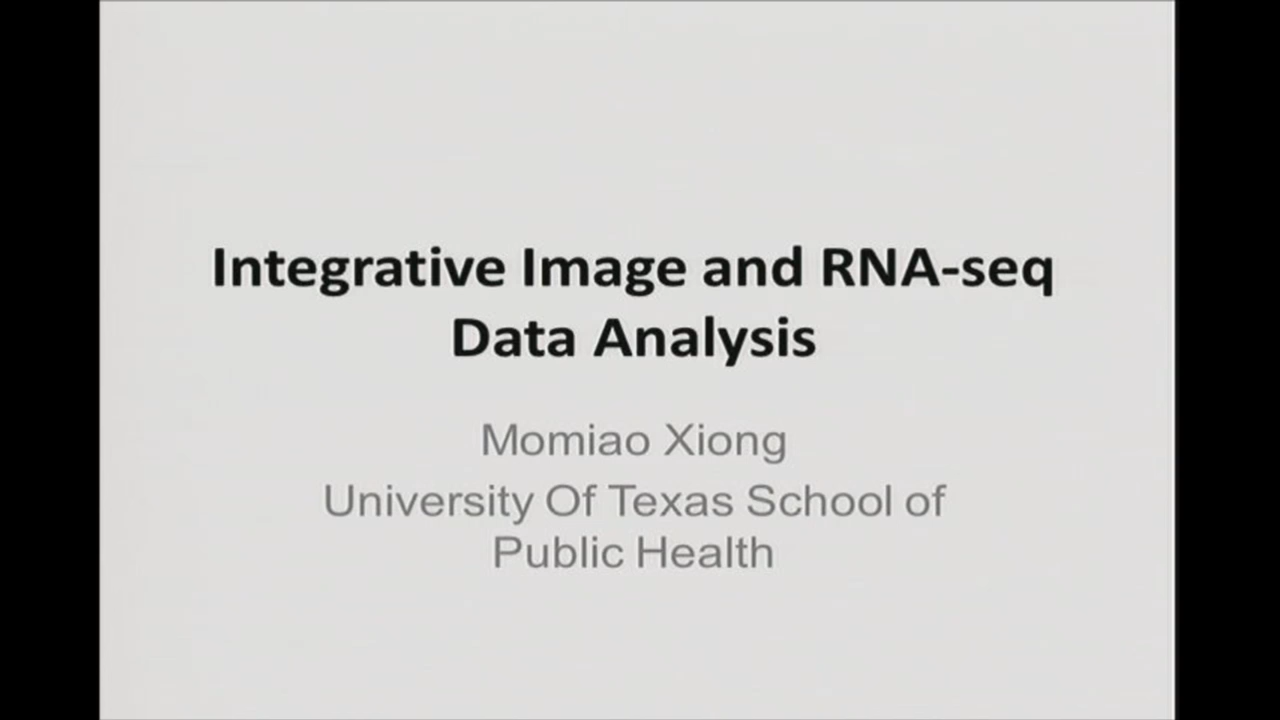 Integrative Image and RNA-seq
Data Analysis
Momiao Xiong
University Of Texas School of
Public Health